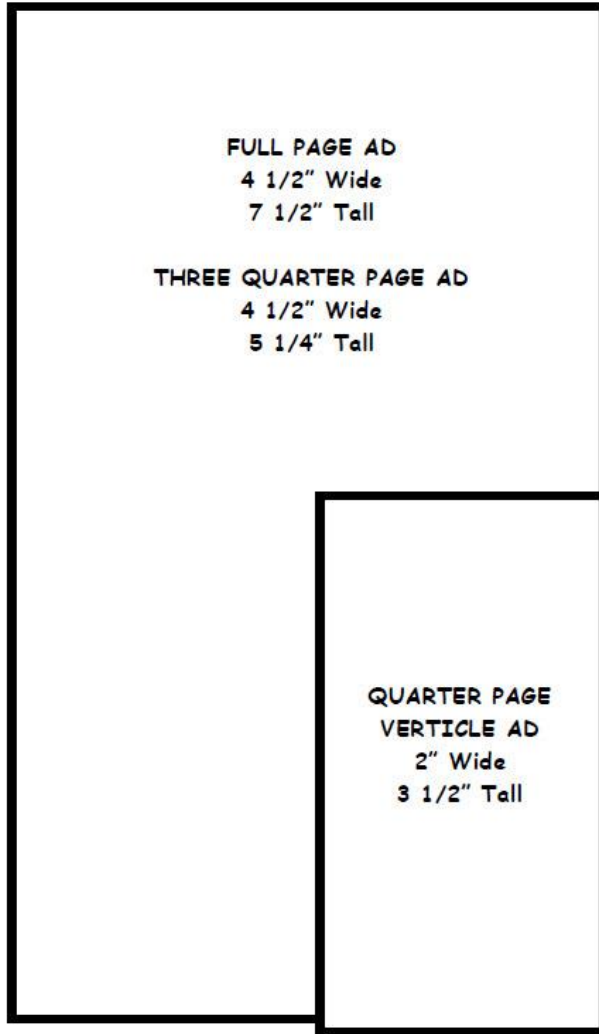 FULL PAGE AD
4 1/2" Wide
7 1/2" Tall
THREE QUARTER PAGE AD
4 1/2" Wide
5 1/4" Tall
QUARTER PAGE
VERTICLE AD
2" Wide
3 1/2" Tall